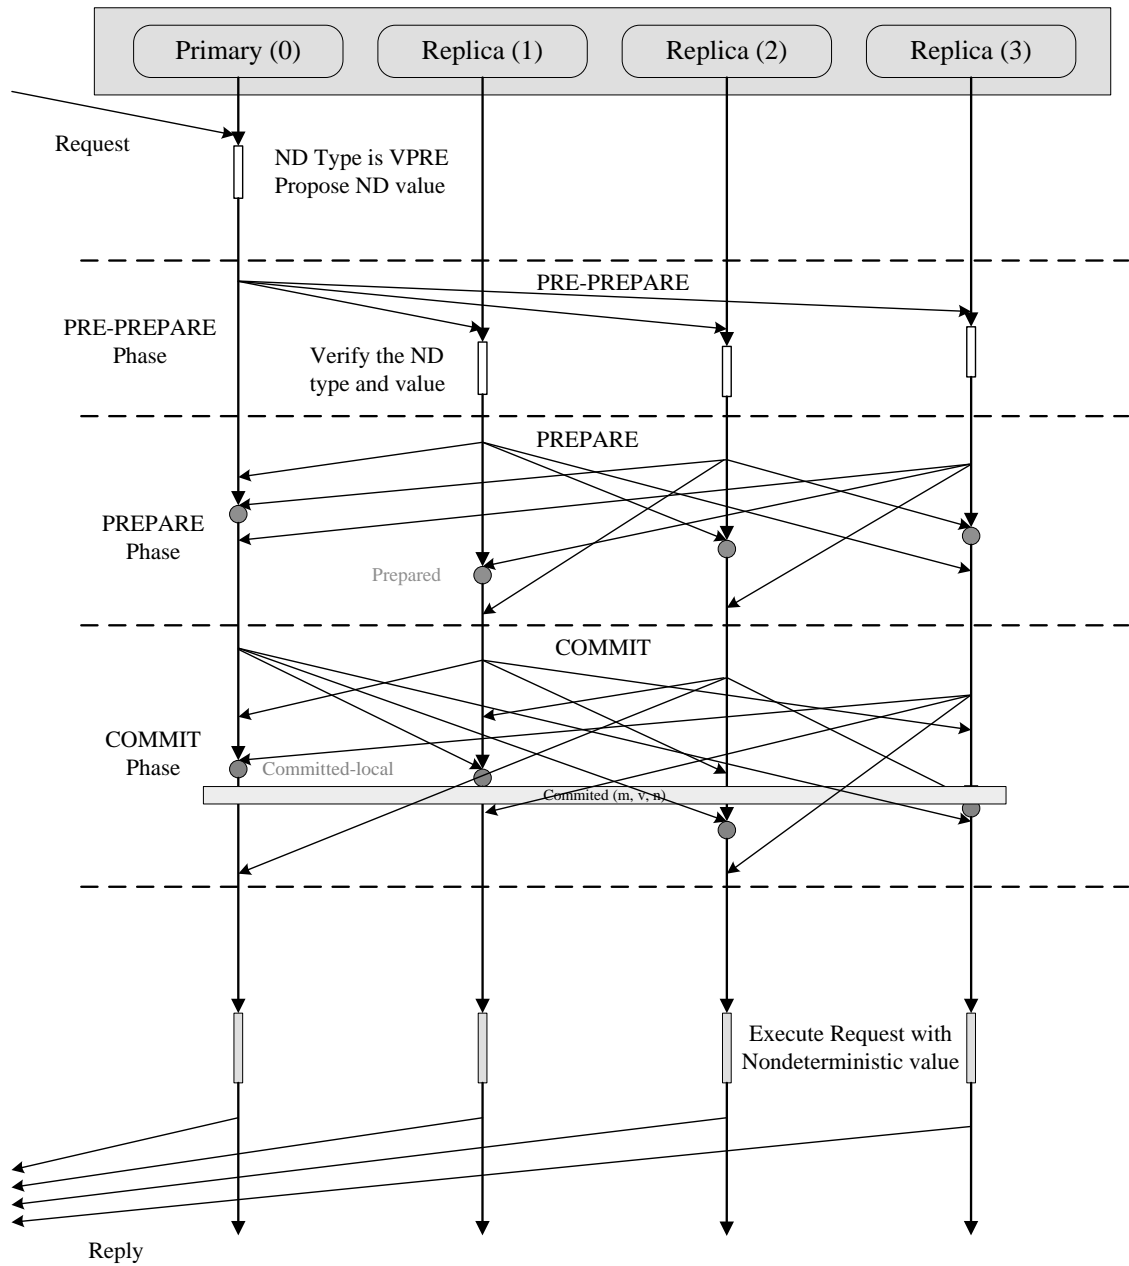 Primary (0)
Replica (1)
Replica (2)
Replica (3)
Request
ND Type is VPRE
Propose ND value
PRE-PREPARE
PRE-PREPARE
Phase
Verify the ND
type and value
PREPARE
PREPARE
Phase
Prepared
COMMIT
COMMIT
Phase
Committed-local
Commited (m, v, n)
Execute Request with
Nondeterministic value
Reply